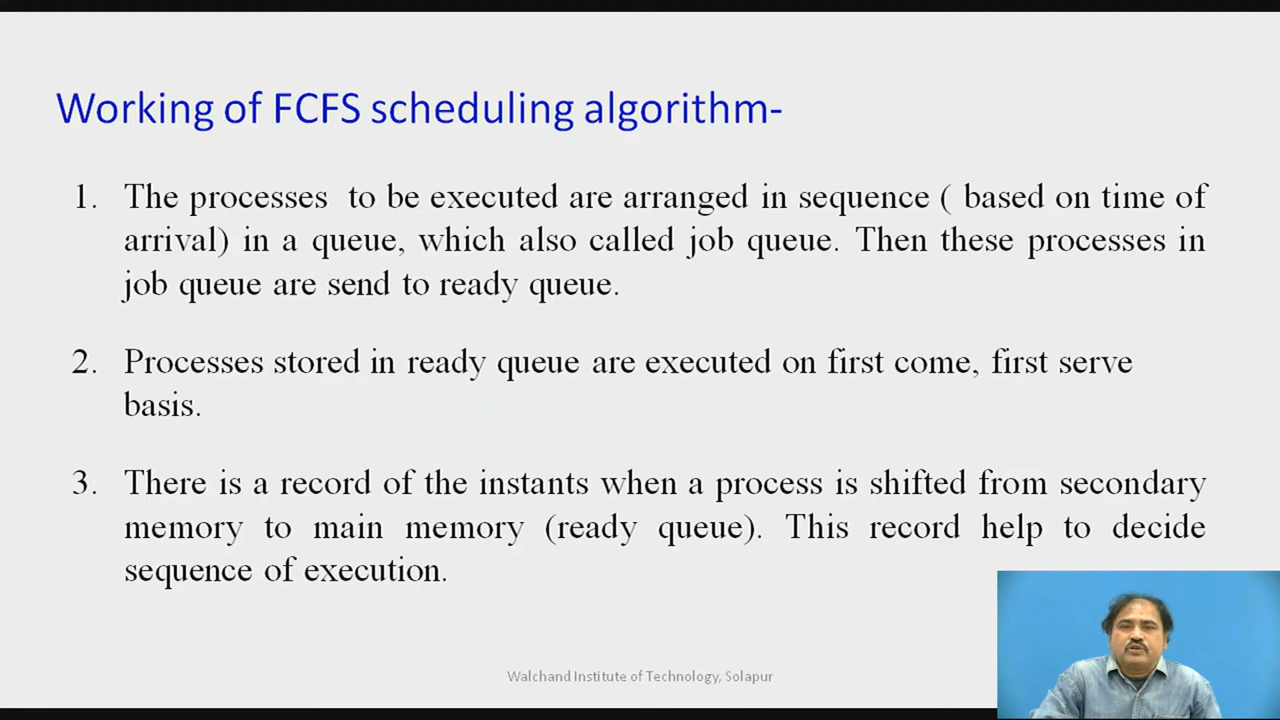 Working of FCFS scheduling algorithm-
1. The processes to be executed are arranged in sequence ( based on time of
arrival) in a queue, which also called job queue. Then these processes in
job queue are send to ready queue.
2. Processes stored in ready queue are executed on first come, first serve
basis.
3. There is a record of the instants when a process is shifted from secondary
memory to main memory (ready queue). This record help to decide
sequence of execution.
Walchand Institute of Technology, Solapur